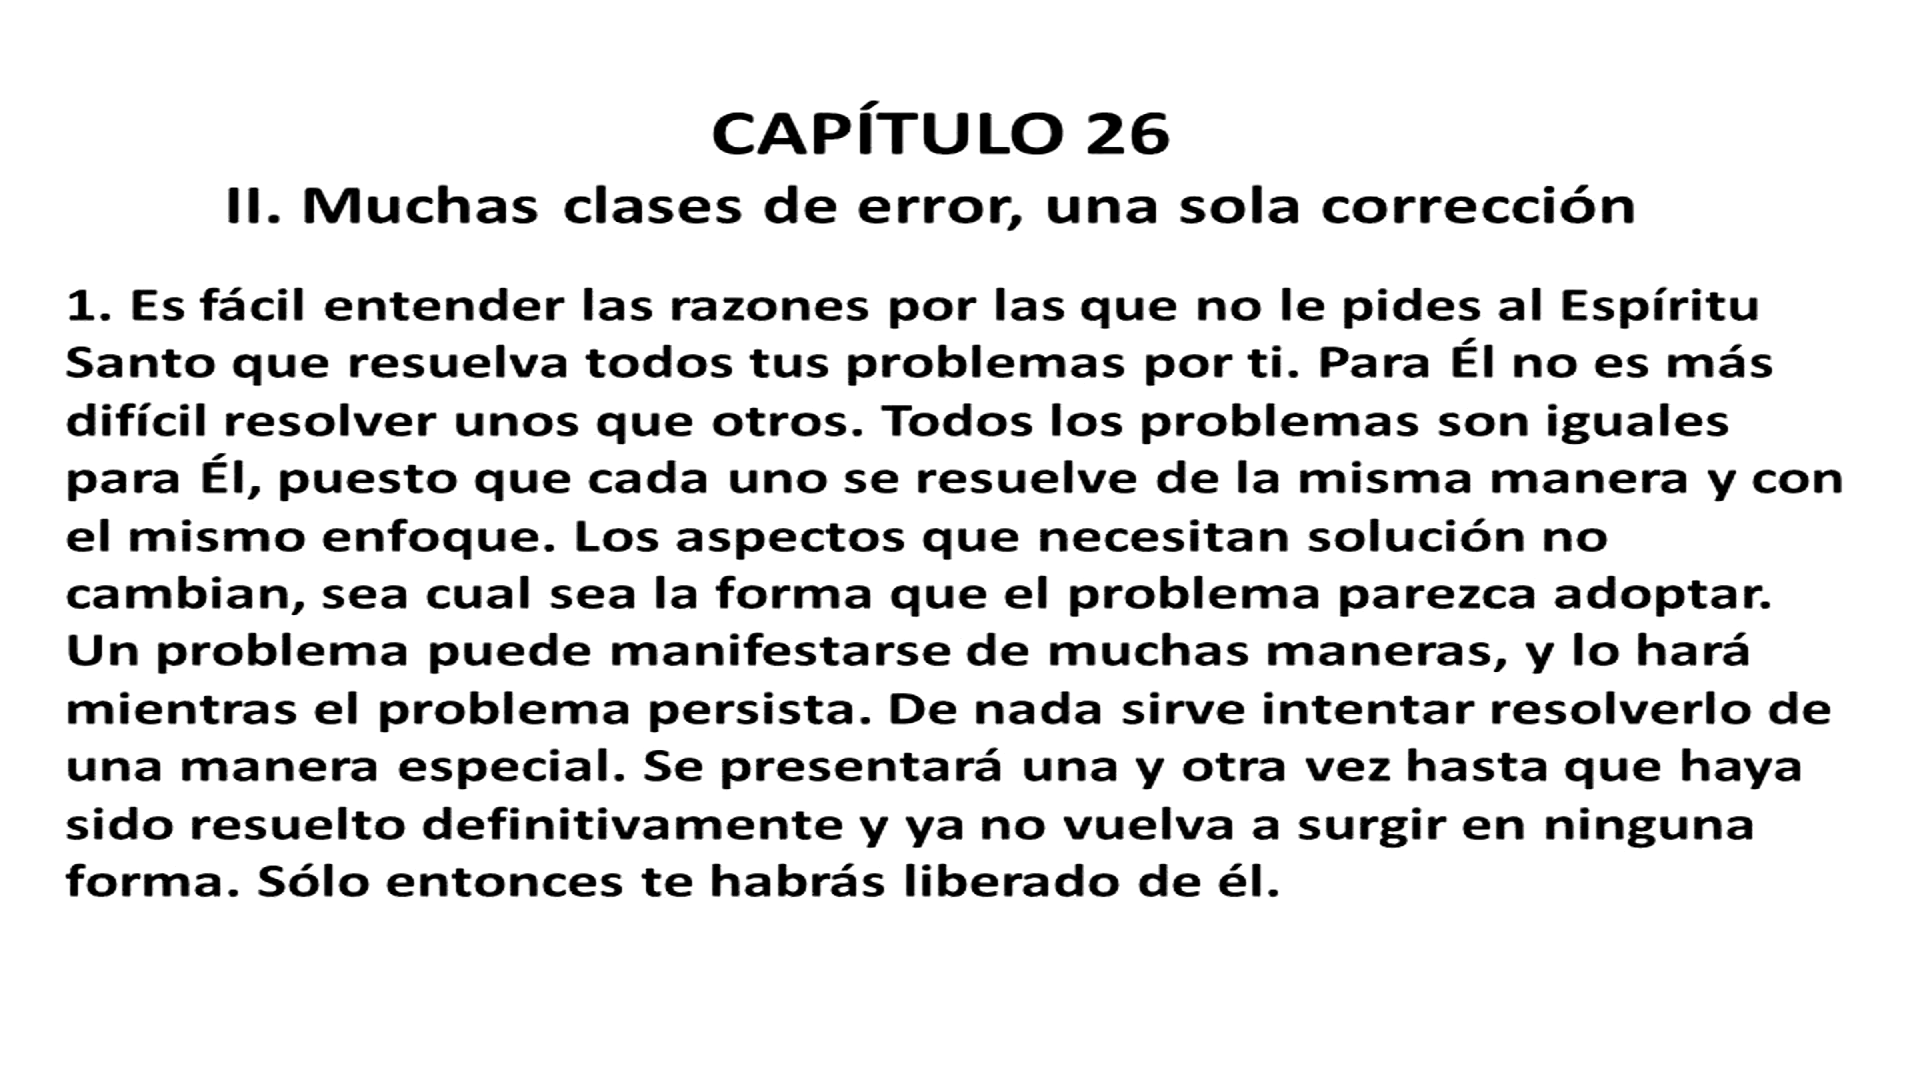 CAPÍTULO 26
II. Muchas clases de error, una sola corrección
1. Es fácil entender las razones por las que no le pides al Espíritu
Santo que resuelva todos tus problemas por ti. Para Él no es más
difícil resolver unos que otros. Todos los problemas son iguales
para Él, puesto que cada uno se resuelve de la misma manera y con
el mismo enfoque. Los aspectos que necesitan solución no
cambian, sea cual sea la forma que el problema parezca adoptar.
Un problema puede manifestarse de muchas maneras, y lo hará
mientras el problema persista. De nada sirve intentar resolverlo de
una manera especial. Se presentará una y otra vez hasta que haya
sido resuelto definitivamente y ya no vuelva a surgir en ninguna
forma. Sólo entonces te habrás liberado de él.